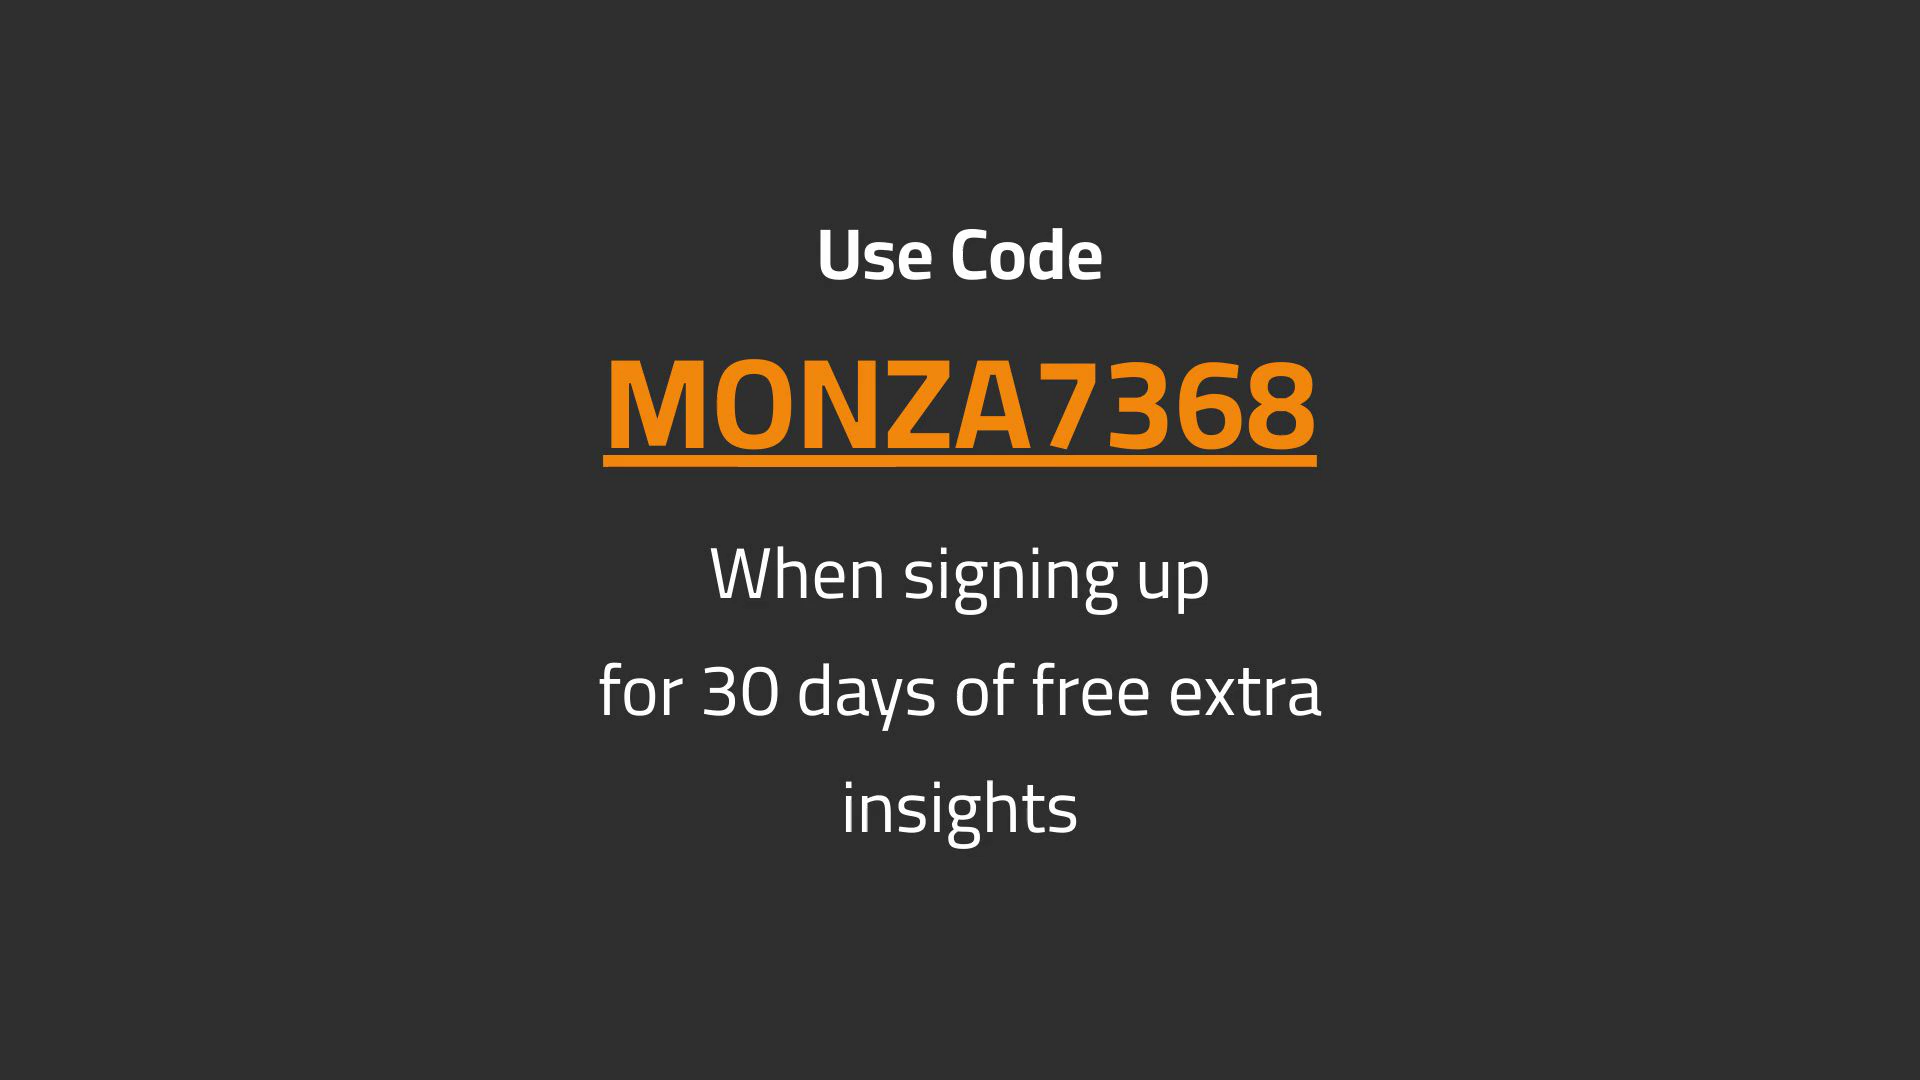 Use Code
MONZA7368
When signing up
for 30 days of free extra
insights